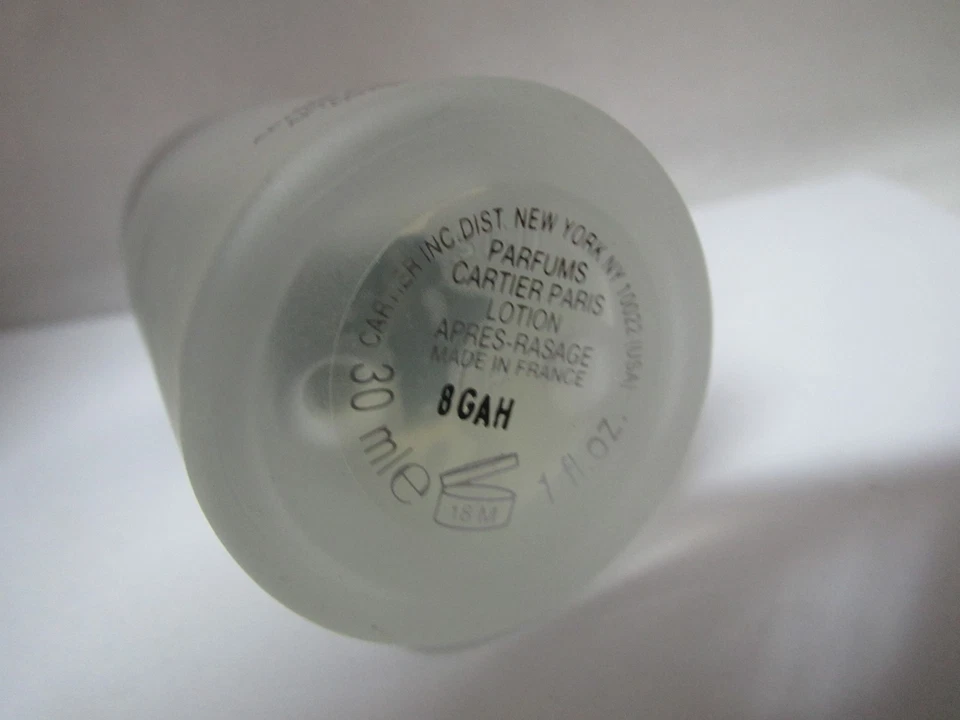 CARTIER INC. DIST. NEW YORK NY 10022 (USA)
PARFUMS
CARTIER PARIS
LOTION
APRES-RASAGE
MADE IN FRANCE
8GAH
30 ml e
18 M
1 fl. oz.